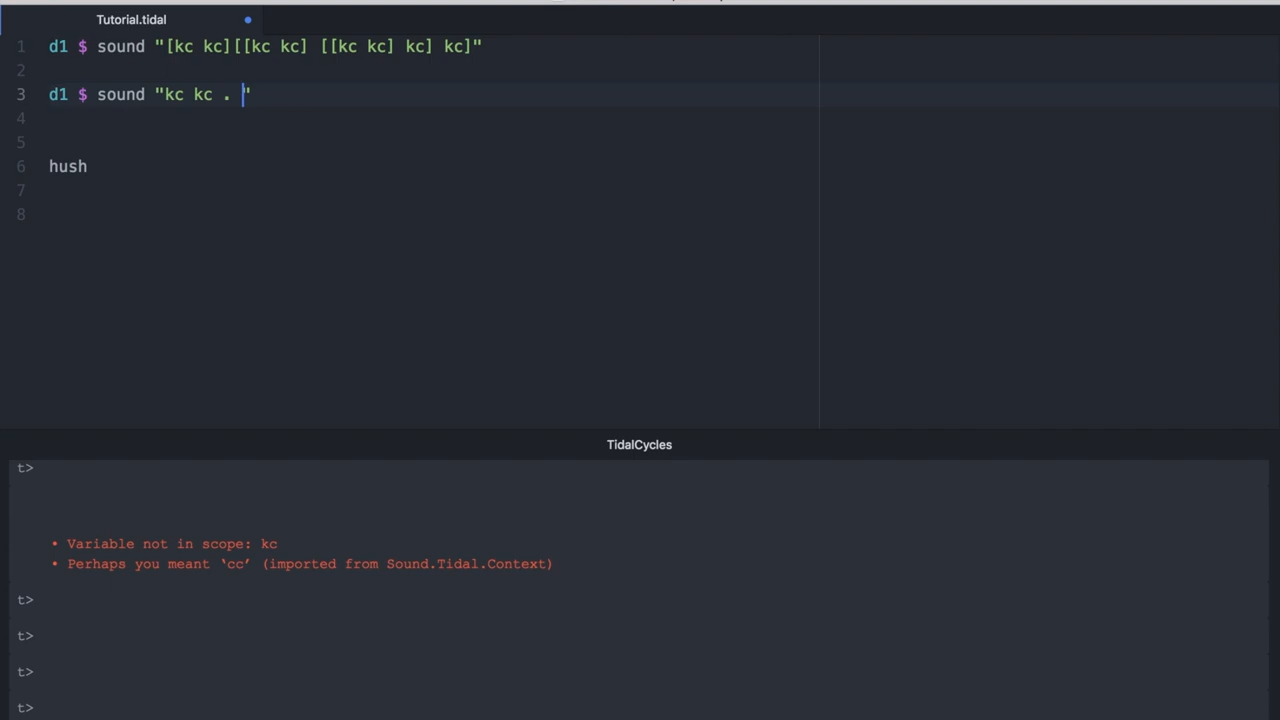 Tutorial.tidal
1 d1 $ sound "[kc kc][[kc kc] [[kc kc] kc] kc]"
2
3 d1 $ sound "kc kc . "
4
5
6 hush
7
8
TidalCycles
t>
• Variable not in scope: kc
• Perhaps you meant ‘cc’ (imported from Sound.Tidal.Context)
t>
t>
t>
t>